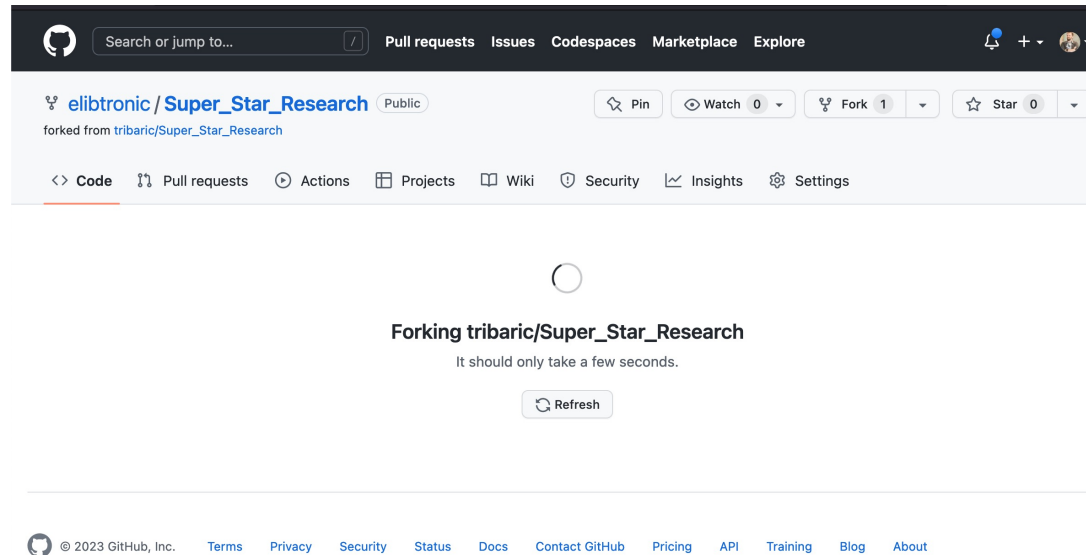 Search or jump to... / Pull requests Issues Codespaces Marketplace Explore
elibtronic / Super_Star_Research Public Pin Watch 0 Fork 1 Star 0
forked from tribaric/Super_Star_Research
<> Code Pull requests Actions Projects Wiki Security Insights Settings
Forking tribaric/Super_Star_Research
It should only take a few seconds.
Refresh
© 2023 GitHub, Inc. Terms Privacy Security Status Docs Contact GitHub Pricing API Training Blog About